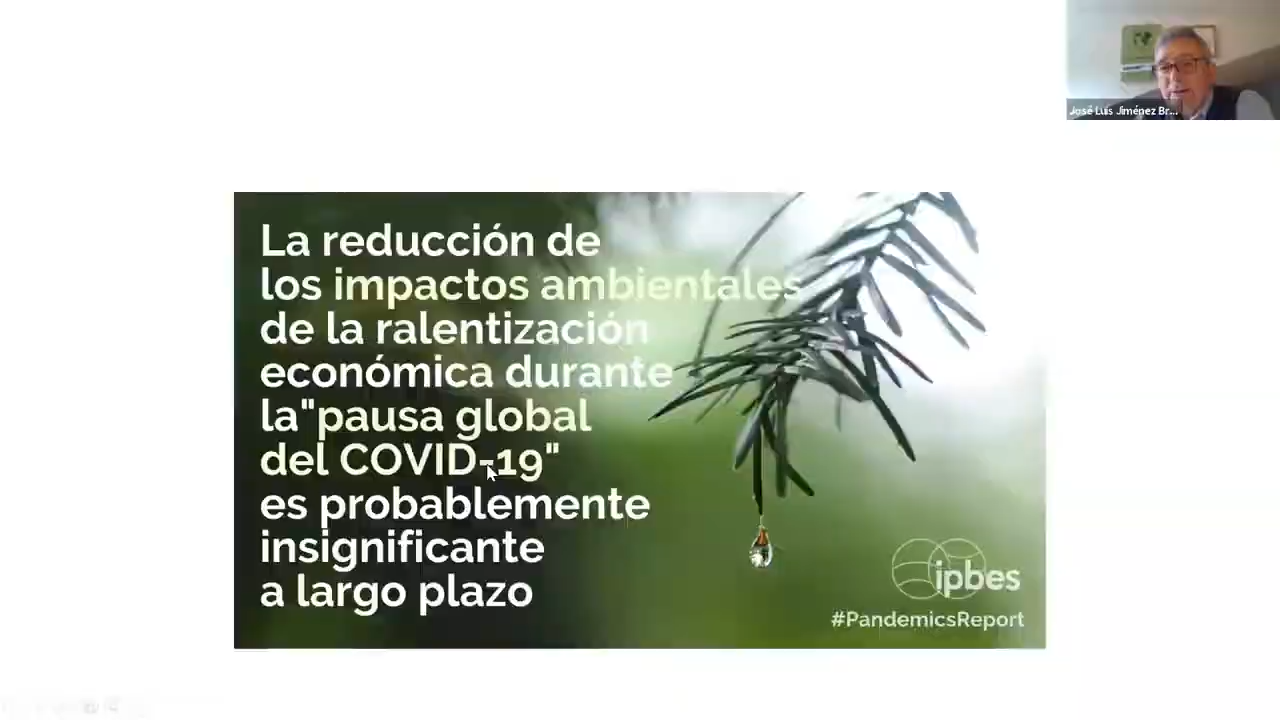 José Luis Jiménez Br...
La reducción de
los impactos ambientales
de la ralentización
económica durante
la"pausa global
del COVID-19"
es probablemente
insignificante
a largo plazo
ipbes
#PandemicsReport